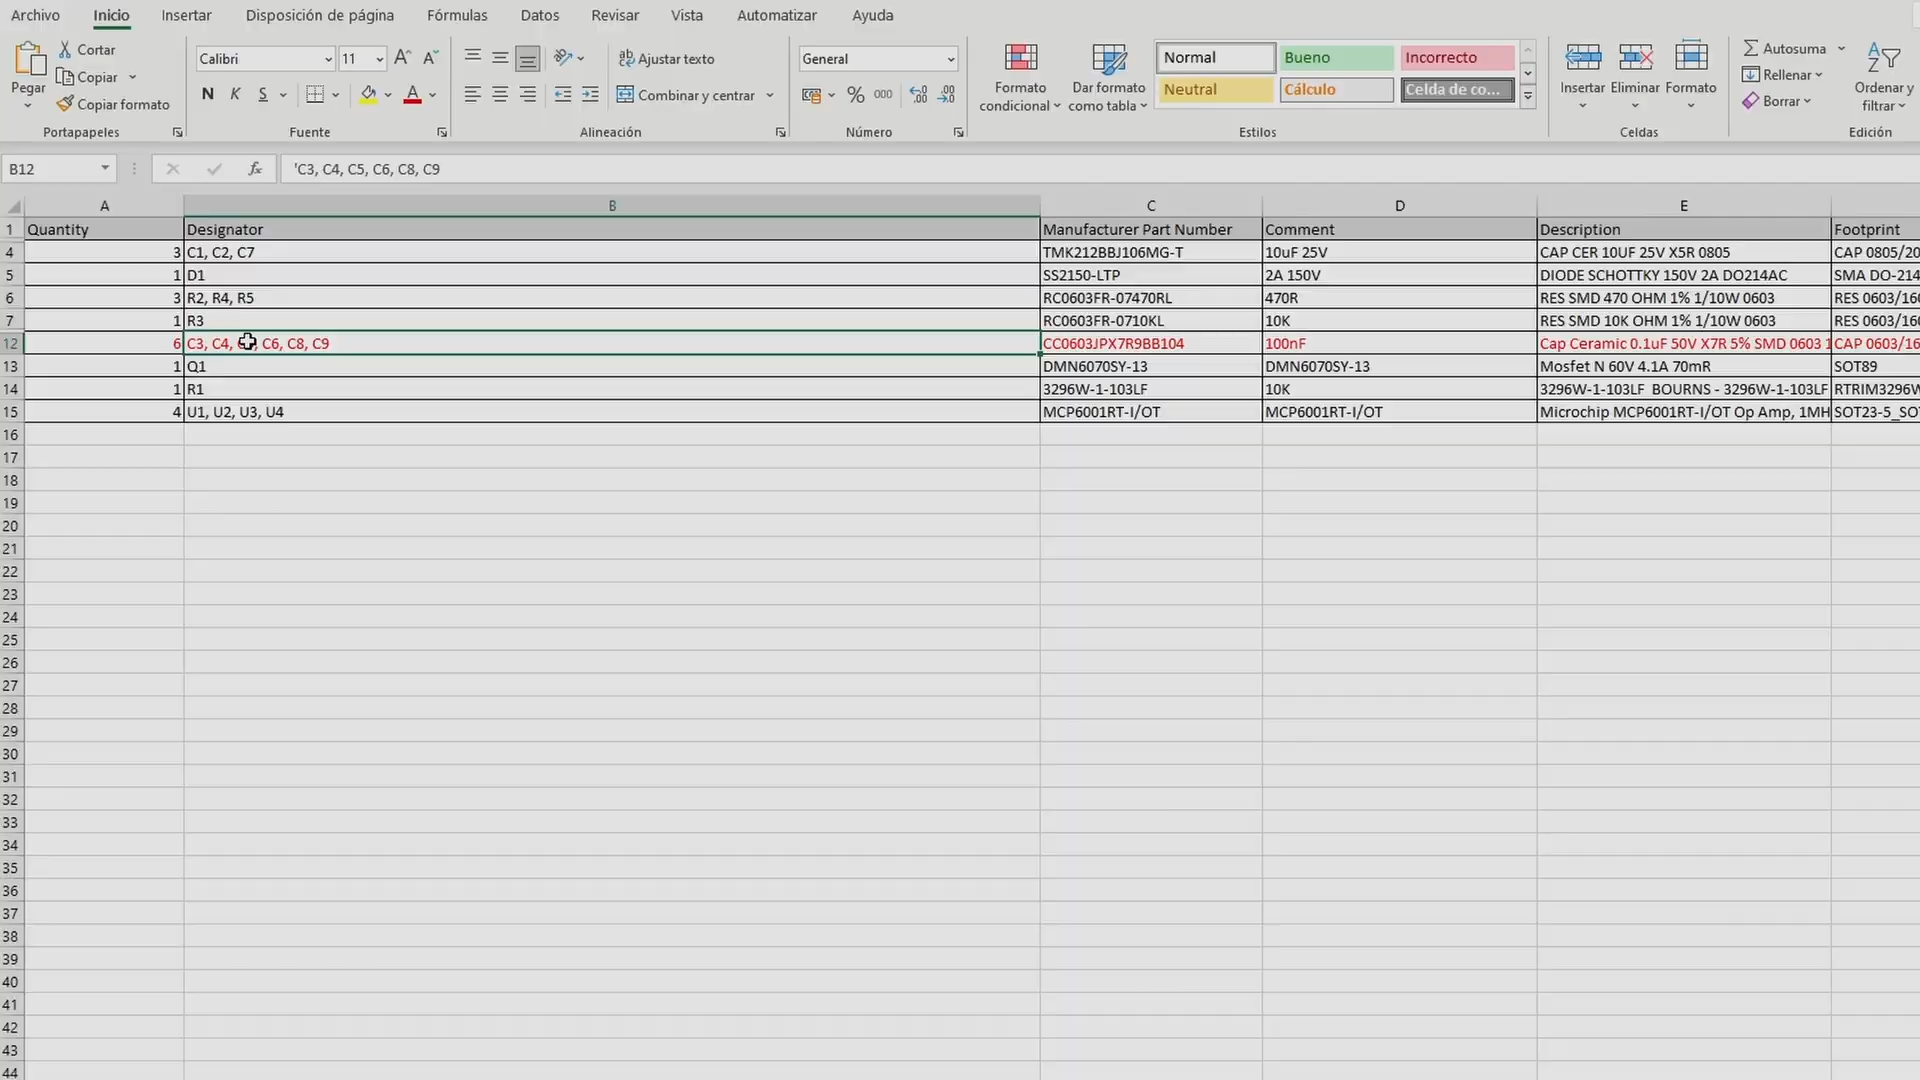 Archivo Inicio Insertar Disposición de página Fórmulas Datos Revisar Vista Automatizar Ayuda
Pegar Cortar Copiar Copiar formato
Portapapeles
Calibri 11
N K S
Fuente
Ajustar texto
Combinar y centrar
Alineación
General
% 000
Número
Formato condicional
Dar formato como tabla
Normal Bueno Incorrecto
Neutral Cálculo Celda de co...
Estilos
Insertar Eliminar Formato
Celdas
Autosuma
Rellenar
Borrar
Ordenar y filtrar
Edición
B12 fx 'C3, C4, C5, C6, C8, C9
A B C D E
1 Quantity Designator Manufacturer Part Number Comment Description Footprint
4 3 C1, C2, C7 TMK212BBJ106MG-T 10uF 25V CAP CER 10UF 25V X5R 0805 CAP 0805/20
5 1 D1 SS2150-LTP 2A 150V DIODE SCHOTTKY 150V 2A DO214AC SMA DO-214
6 3 R2, R4, R5 RC0603FR-07470RL 470R RES SMD 470 OHM 1% 1/10W 0603 RES 0603/160
7 1 R3 RC0603FR-0710KL 10K RES SMD 10K OHM 1% 1/10W 0603 RES 0603/160
12 6 C3, C4, C6, C8, C9 CC0603JPX7R9BB104 100nF Cap Ceramic 0.1uF 50V X7R 5% SMD 0603 1 CAP 0603/16
13 1 Q1 DMN6070SY-13 DMN6070SY-13 Mosfet N 60V 4.1A 70mR SOT89
14 1 R1 3296W-1-103LF 10K 3296W-1-103LF BOURNS - 3296W-1-103LF RTRIM3296W
15 4 U1, U2, U3, U4 MCP6001RT-I/OT MCP6001RT-I/OT Microchip MCP6001RT-I/OT Op Amp, 1MH SOT23-5_SOT
16
17
18
19
20
21
22
23
24
25
26
27
28
29
30
31
32
33
34
35
36
37
38
39
40
41
42
43
44